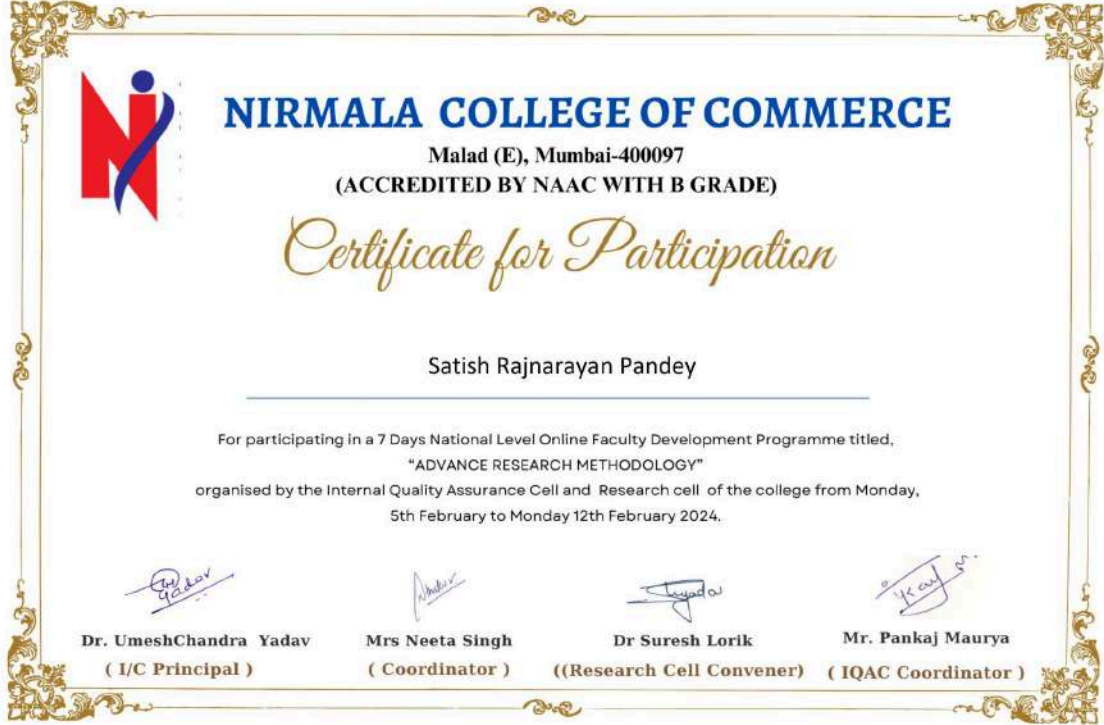 NIRMALA COLLEGE OF COMMERCE
Malad (E), Mumbai-400097
(ACCREDITED BY NAAC WITH B GRADE)
Certificate for Participation
Satish Rajnarayan Pandey
For participating in a 7 Days National Level Online Faculty Development Programme titled,
“ADVANCE RESEARCH METHODOLOGY”
organised by the Internal Quality Assurance Cell and Research cell of the college from Monday,
5th February to Monday 12th February 2024.
Dr. UmeshChandra Yadav
( I/C Principal )
Mrs Neeta Singh
( Coordinator )
Dr Suresh Lorik
((Research Cell Convener)
Mr. Pankaj Maurya
( IQAC Coordinator )